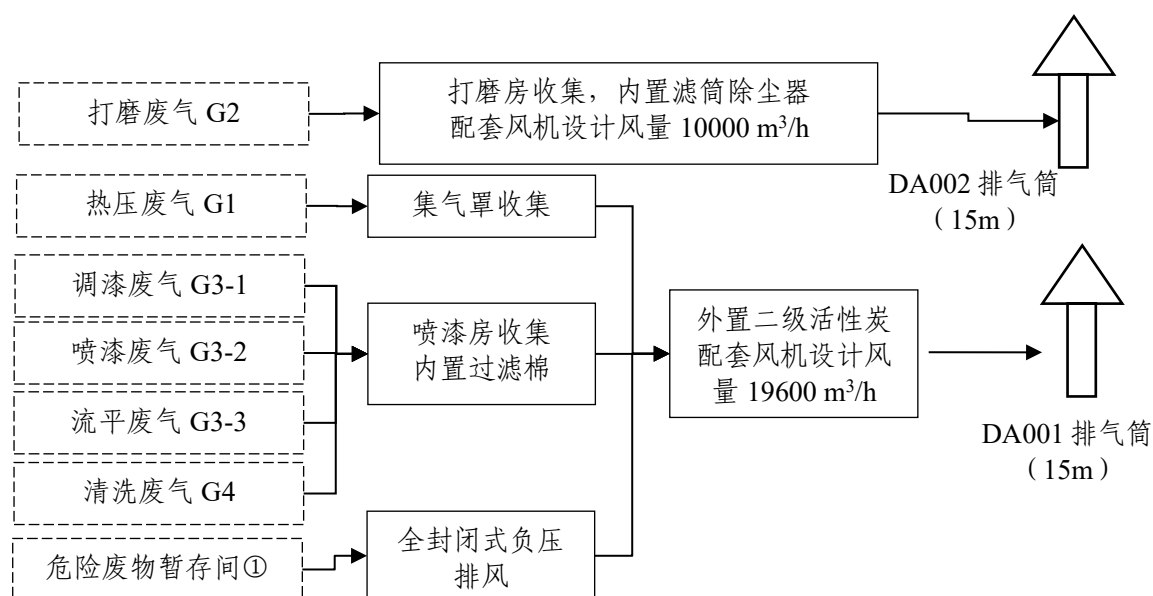 打磨废气 G2
打磨房收集，内置滤筒除尘器
配套风机设计风量 10000 m³/h
DA002 排气筒
（15m）
热压废气 G1
集气罩收集
调漆废气 G3-1
喷漆废气 G3-2
流平废气 G3-3
清洗废气 G4
喷漆房收集
内置过滤棉
外置二级活性炭
配套风机设计风
量 19600 m³/h
DA001 排气筒
（15m）
危险废物暂存间①
全封闭式负压
排风